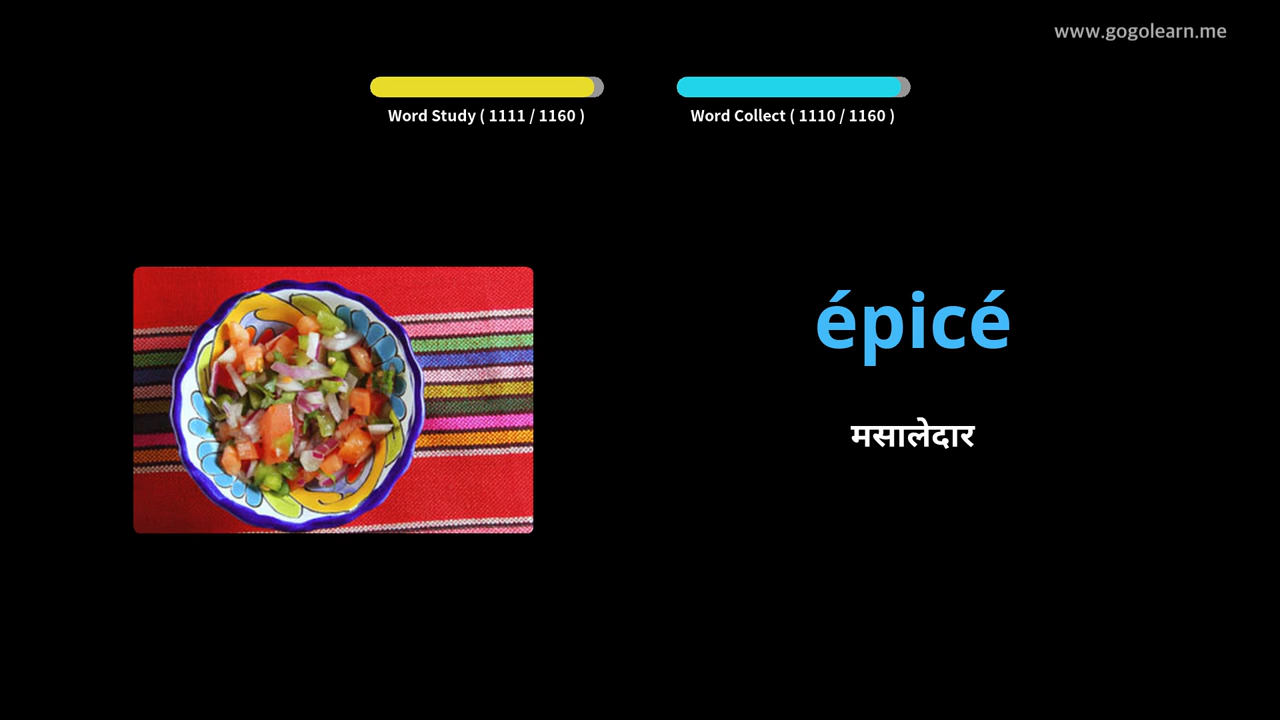 www.gogolearn.me
Word Study ( 1111 / 1160 )
Word Collect ( 1110 / 1160 )
épicé
मसालेदार